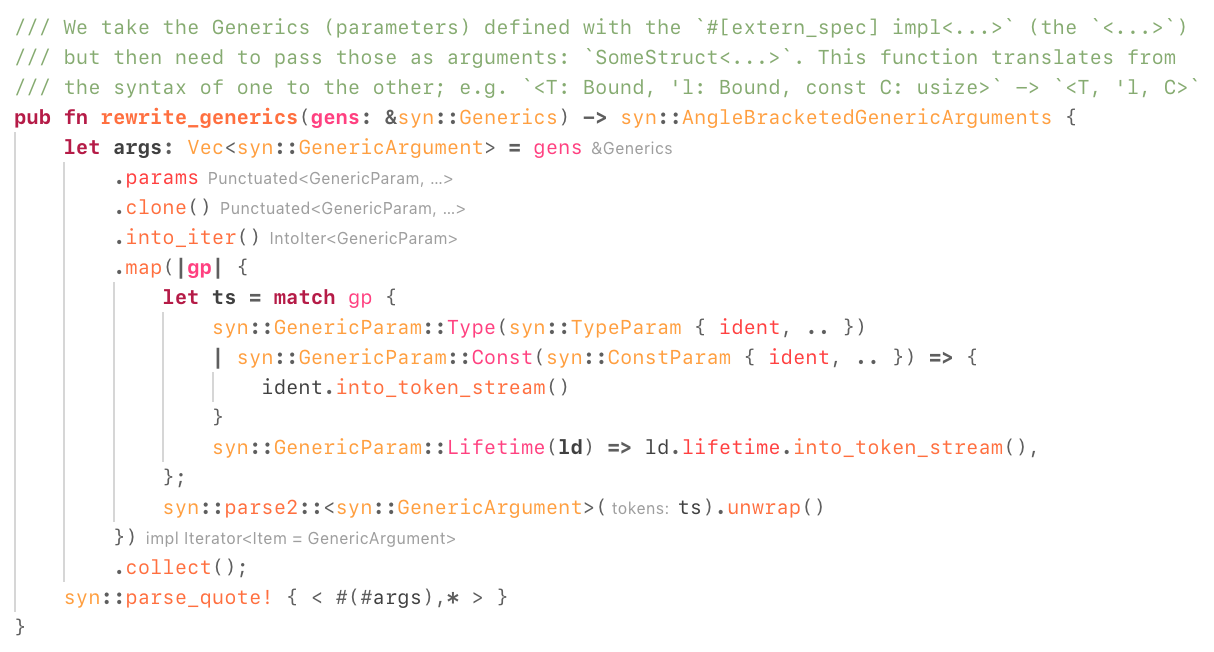 /// We take the Generics (parameters) defined with the `#[extern_spec] impl<...>` (the `<...>`)
/// but then need to pass those as arguments: `SomeStruct<...>`. This function translates from
/// the syntax of one to the other; e.g. `<T: Bound, 'l: Bound, const C: usize>` -> `<T, 'l, C>`
pub fn rewrite_generics(gens: &syn::Generics) -> syn::AngleBracketedGenericArguments {
    let args: Vec<syn::GenericArgument> = gens &Generics
        .params Punctuated<GenericParam, …>
        .clone() Punctuated<GenericParam, …>
        .into_iter() IntoIter<GenericParam>
        .map(|gp| {
            let ts = match gp {
                syn::GenericParam::Type(syn::TypeParam { ident, .. })
                | syn::GenericParam::Const(syn::ConstParam { ident, .. }) => {
                    ident.into_token_stream()
                }
                syn::GenericParam::Lifetime(ld) => ld.lifetime.into_token_stream(),
            };
            syn::parse2::<syn::GenericArgument>( tokens: ts).unwrap()
        }) impl Iterator<Item = GenericArgument>
        .collect();
    syn::parse_quote! { < #(#args),* > }
}